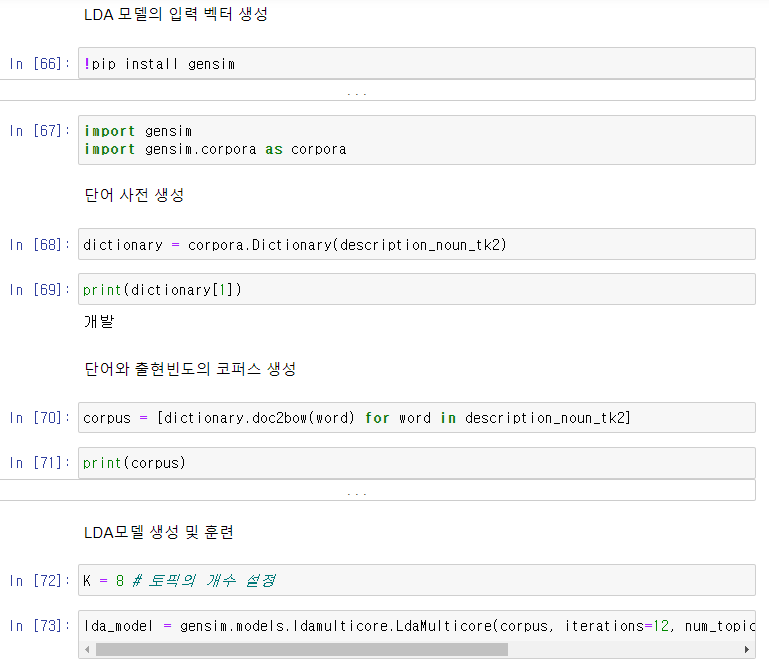 LDA 모델의 입력 벡터 생성
In [66]: !pip install gensim
...
In [67]: import gensim
import gensim.corpora as corpora
단어 사전 생성
In [68]: dictionary = corpora.Dictionary(description_noun_tk2)
In [69]: print(dictionary[1])
개발
단어와 출현빈도의 코퍼스 생성
In [70]: corpus = [dictionary.doc2bow(word) for word in description_noun_tk2]
In [71]: print(corpus)
...
LDA모델 생성 및 훈련
In [72]: K = 8 # 토픽의 개수 설정
In [73]: lda_model = gensim.models.ldamulticore.LdaMulticore(corpus, iterations=12, num_topic